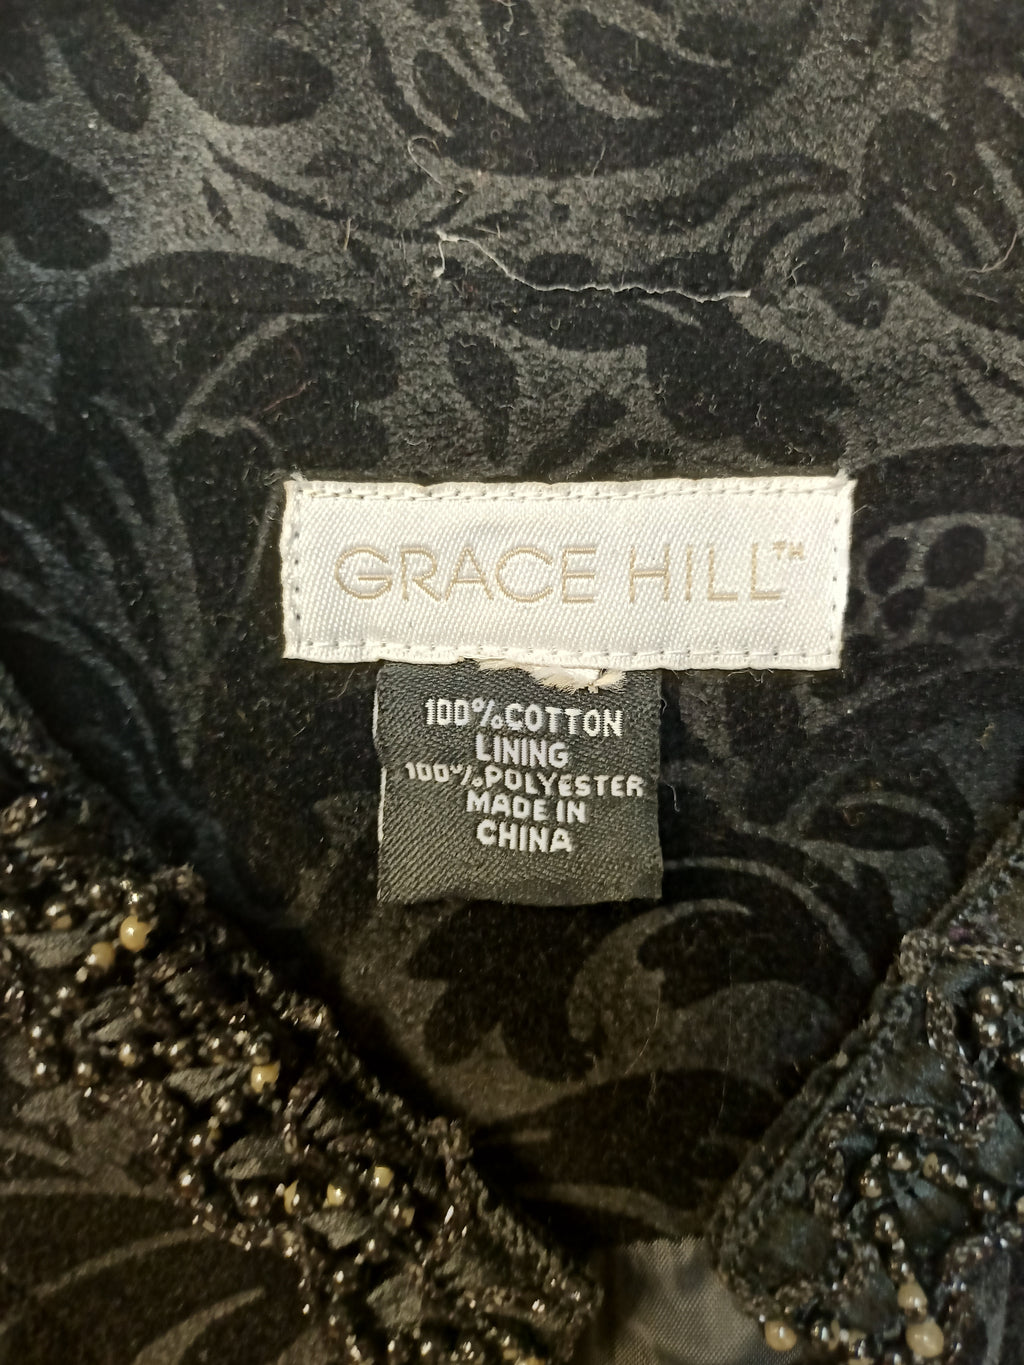 GRACE HILL™
100%COTTON
LINING
100%POLYESTER
MADE IN
CHINA